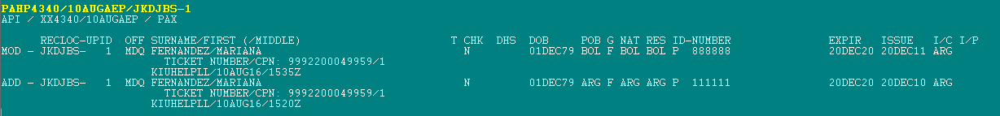 PAHP4340/10AUGAEP/JKDJBS-1
API / XX4340/10AUGAEP / PAX
RECLOC-UPID OFF SURNAME/FIRST (/MIDDLE) T CHK DHS DOB POB G NAT RES ID-NUMBER EXPIR ISSUE I/C I/P
MOD - JKDJBS- 1 MDQ FERNANDEZ/MARIANA N 01DEC79 BOL F BOL BOL P 888888 20DEC20 20DEC11 ARG
TICKET NUMBER/CPN: 9992200049959/1
KIUHELPLL/10AUG16/1535Z
ADD - JKDJBS- 1 MDQ FERNANDEZ/MARIANA N 01DEC79 ARG F ARG ARG P 111111 20DEC20 20DEC10 ARG
TICKET NUMBER/CPN: 9992200049959/1
KIUHELPLL/10AUG16/1520Z